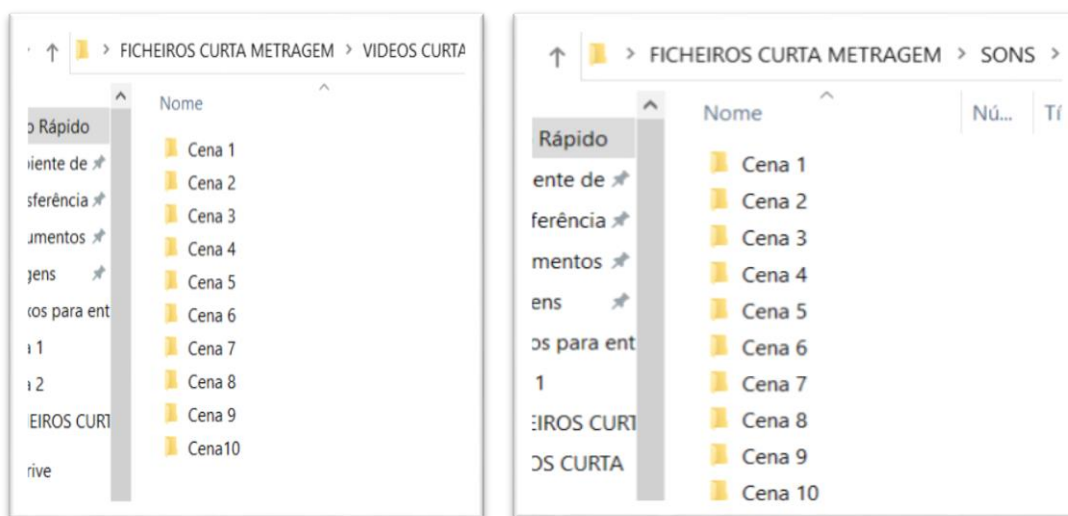 FICHEIROS CURTA METRAGEM > VIDEOS CURTA
Nome
o Rápido
iente de
sferência
umentos
gens
xos para ent
a 1
a 2
EIROS CURT
rive
Cena 1
Cena 2
Cena 3
Cena 4
Cena 5
Cena 6
Cena 7
Cena 8
Cena 9
Cena10
FICHEIROS CURTA METRAGEM > SONS >
Nome Nú... Tí
Rápido
ente de
ferência
mentos
ens
os para ent
1
EIROS CURT
OS CURTA
Cena 1
Cena 2
Cena 3
Cena 4
Cena 5
Cena 6
Cena 7
Cena 8
Cena 9
Cena 10